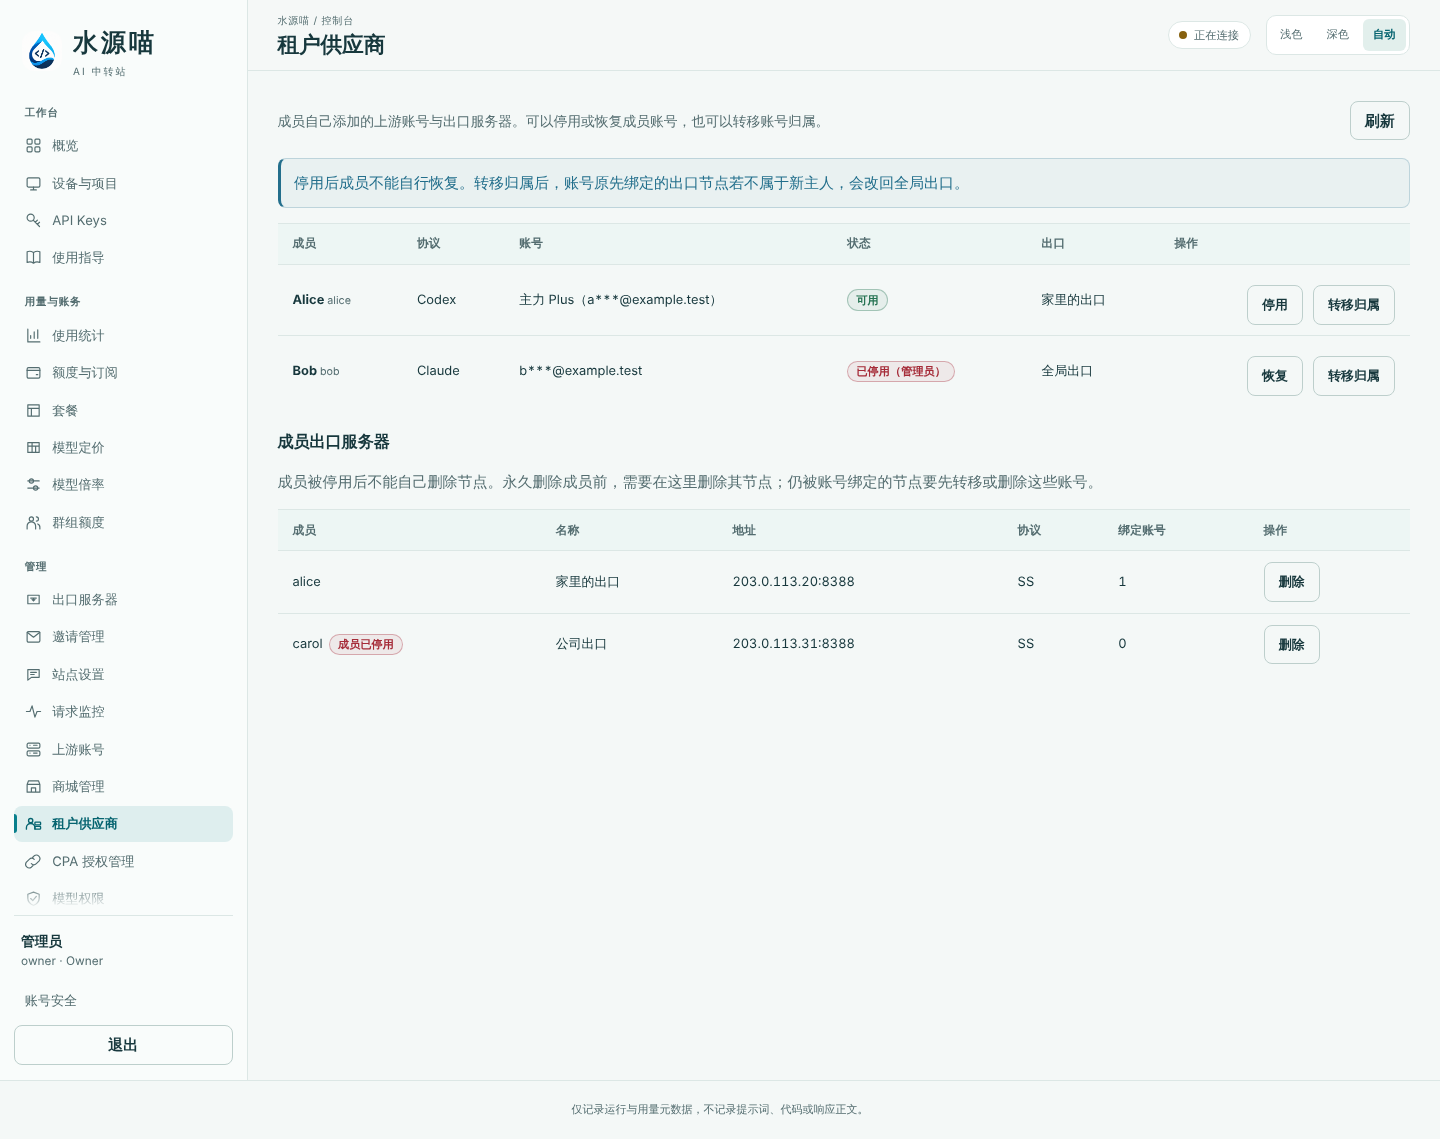 水源喵
AI 中转站
工作台
概览
设备与项目
API Keys
使用指导
用量与账务
使用统计
额度与订阅
套餐
模型定价
模型倍率
群组额度
管理
出口服务器
邀请管理
站点设置
请求监控
上游账号
商城管理
租户供应商
CPA 授权管理
模型权限
管理员
owner · Owner
账号安全
退出
水源喵 / 控制台
租户供应商
正在连接
浅色 深色 自动
成员自己添加的上游账号与出口服务器。可以停用或恢复成员账号，也可以转移账号归属。
刷新
停用后成员不能自行恢复。转移归属后，账号原先绑定的出口节点若不属于新主人，会改回全局出口。
成员 协议 账号 状态 出口 操作
Alice alice Codex 主力 Plus（a***@example.test） 可用 家里的出口 停用 转移归属
Bob bob Claude b***@example.test 已停用（管理员） 全局出口 恢复 转移归属
成员出口服务器
成员被停用后不能自己删除节点。永久删除成员前，需要在这里删除其节点；仍被账号绑定的节点要先转移或删除这些账号。
成员 名称 地址 协议 绑定账号 操作
alice 家里的出口 203.0.113.20:8388 SS 1 删除
carol 成员已停用 公司出口 203.0.113.31:8388 SS 0 删除
仅记录运行与用量元数据，不记录提示词、代码或响应正文。